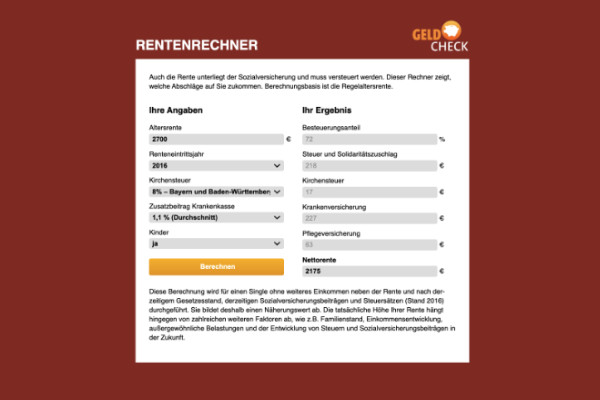 RENTENRECHNER
GELD
CHECK
Auch die Rente unterliegt der Sozialversicherung und muss versteuert werden. Dieser Rechner zeigt,
welche Abschläge auf Sie zukommen. Berechnungsbasis ist die Regelaltersrente.
Ihre Angaben
Altersrente
2700 €
Renteneintrittsjahr
2016
Kirchensteuer
8% – Bayern und Baden-Württemberg
Zusatzbeitrag Krankenkasse
1,1 % (Durchschnitt)
Kinder
ja
Berechnen
Ihr Ergebnis
Besteuerungsanteil
72 %
Steuer und Solidaritätszuschlag
218 €
Kirchensteuer
17 €
Krankenversicherung
227 €
Pflegeversicherung
63 €
Nettorente
2175 €
Diese Berechnung wird für einen Single ohne weiteres Einkommen neben der Rente und nach der-
zeitigem Gesetzesstand, derzeitigen Sozialversicherungsbeiträgen und Steuersätzen (Stand 2016)
durchgeführt. Sie bildet deshalb einen Näherungswert ab. Die tatsächliche Höhe Ihrer Rente hängt
hingegen von zahlreichen weiteren Faktoren ab, wie z.B. Familienstand, Einkommensentwicklung,
außergewöhnliche Belastungen und der Entwicklung von Steuern und Sozialversicherungsbeiträgen in
der Zukunft.